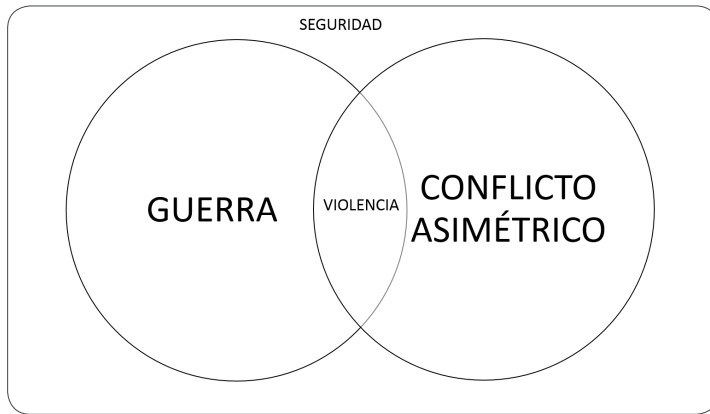 SEGURIDAD
GUERRA
VIOLENCIA
CONFLICTO
ASIMÉTRICO